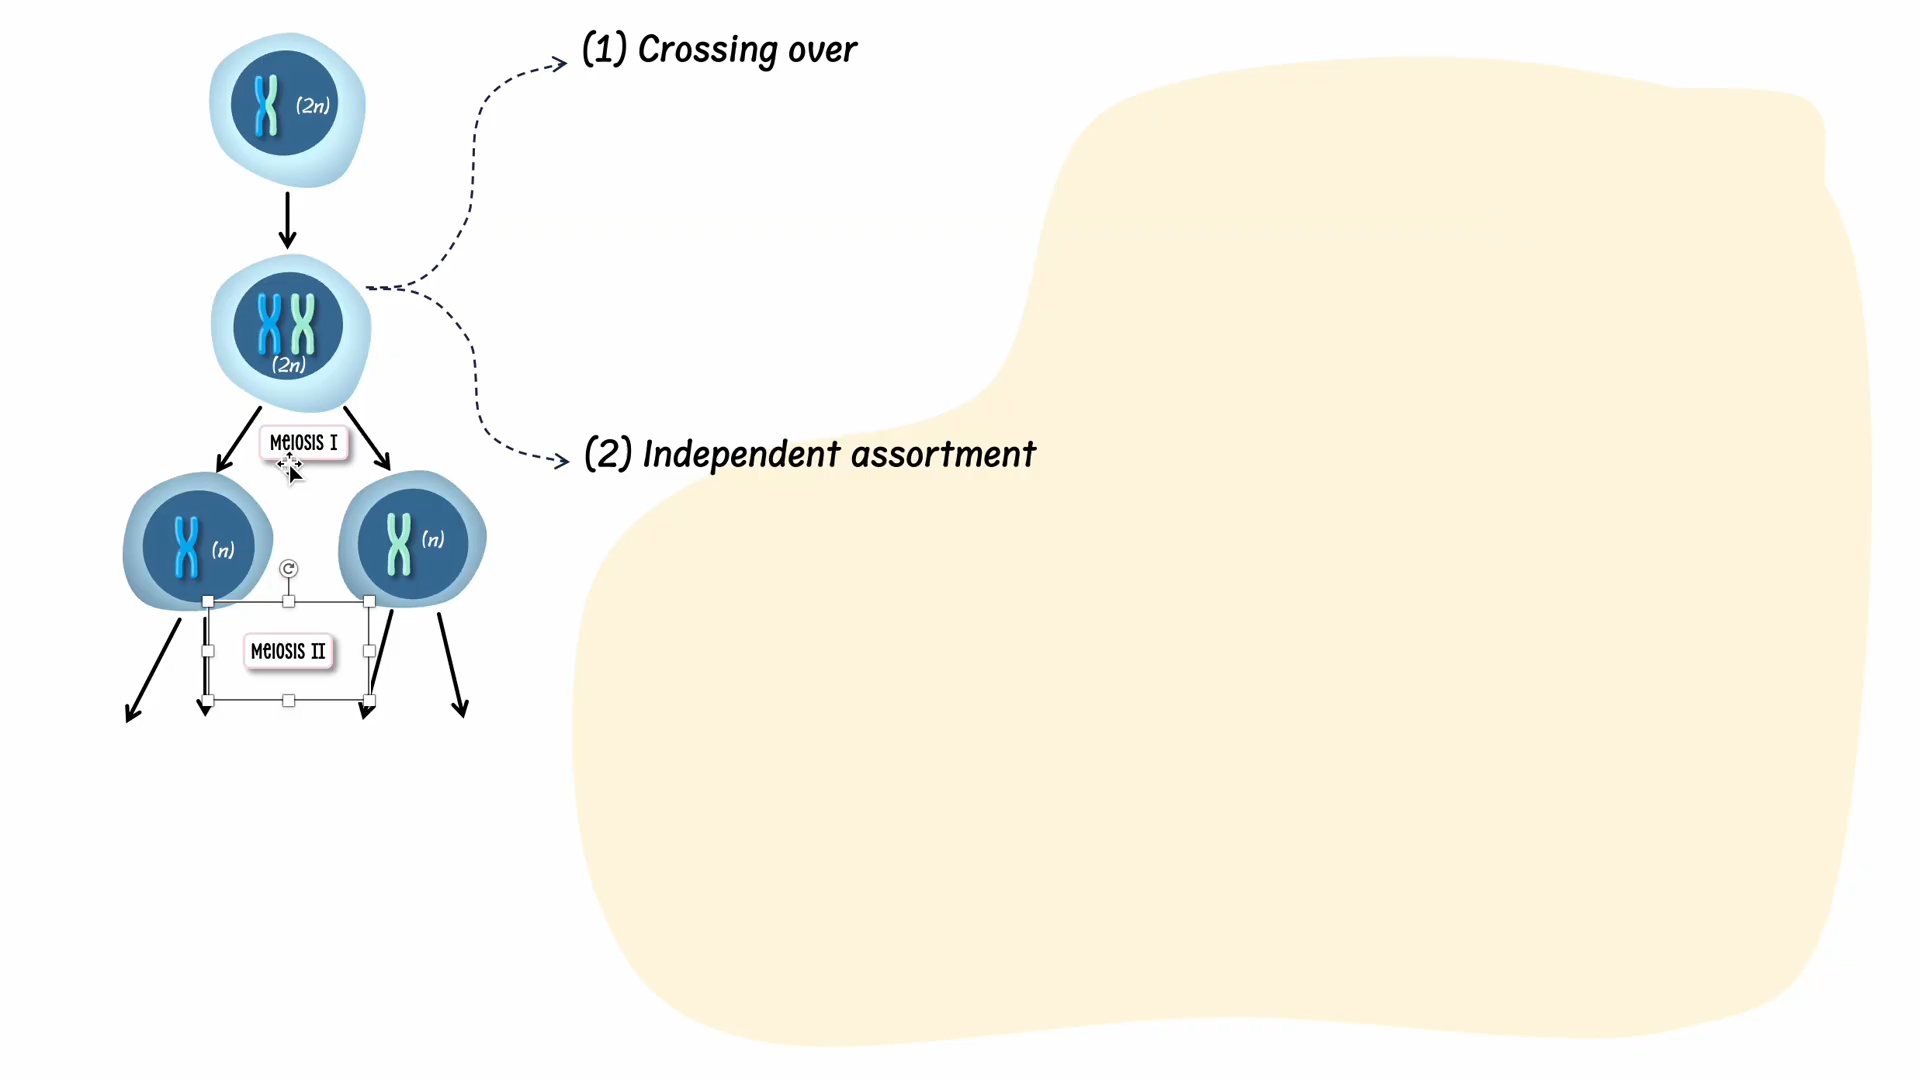 (1) Crossing over
(2n)
(2n)
Meiosis I
(2) Independent assortment
(n)
(n)
Meiosis II